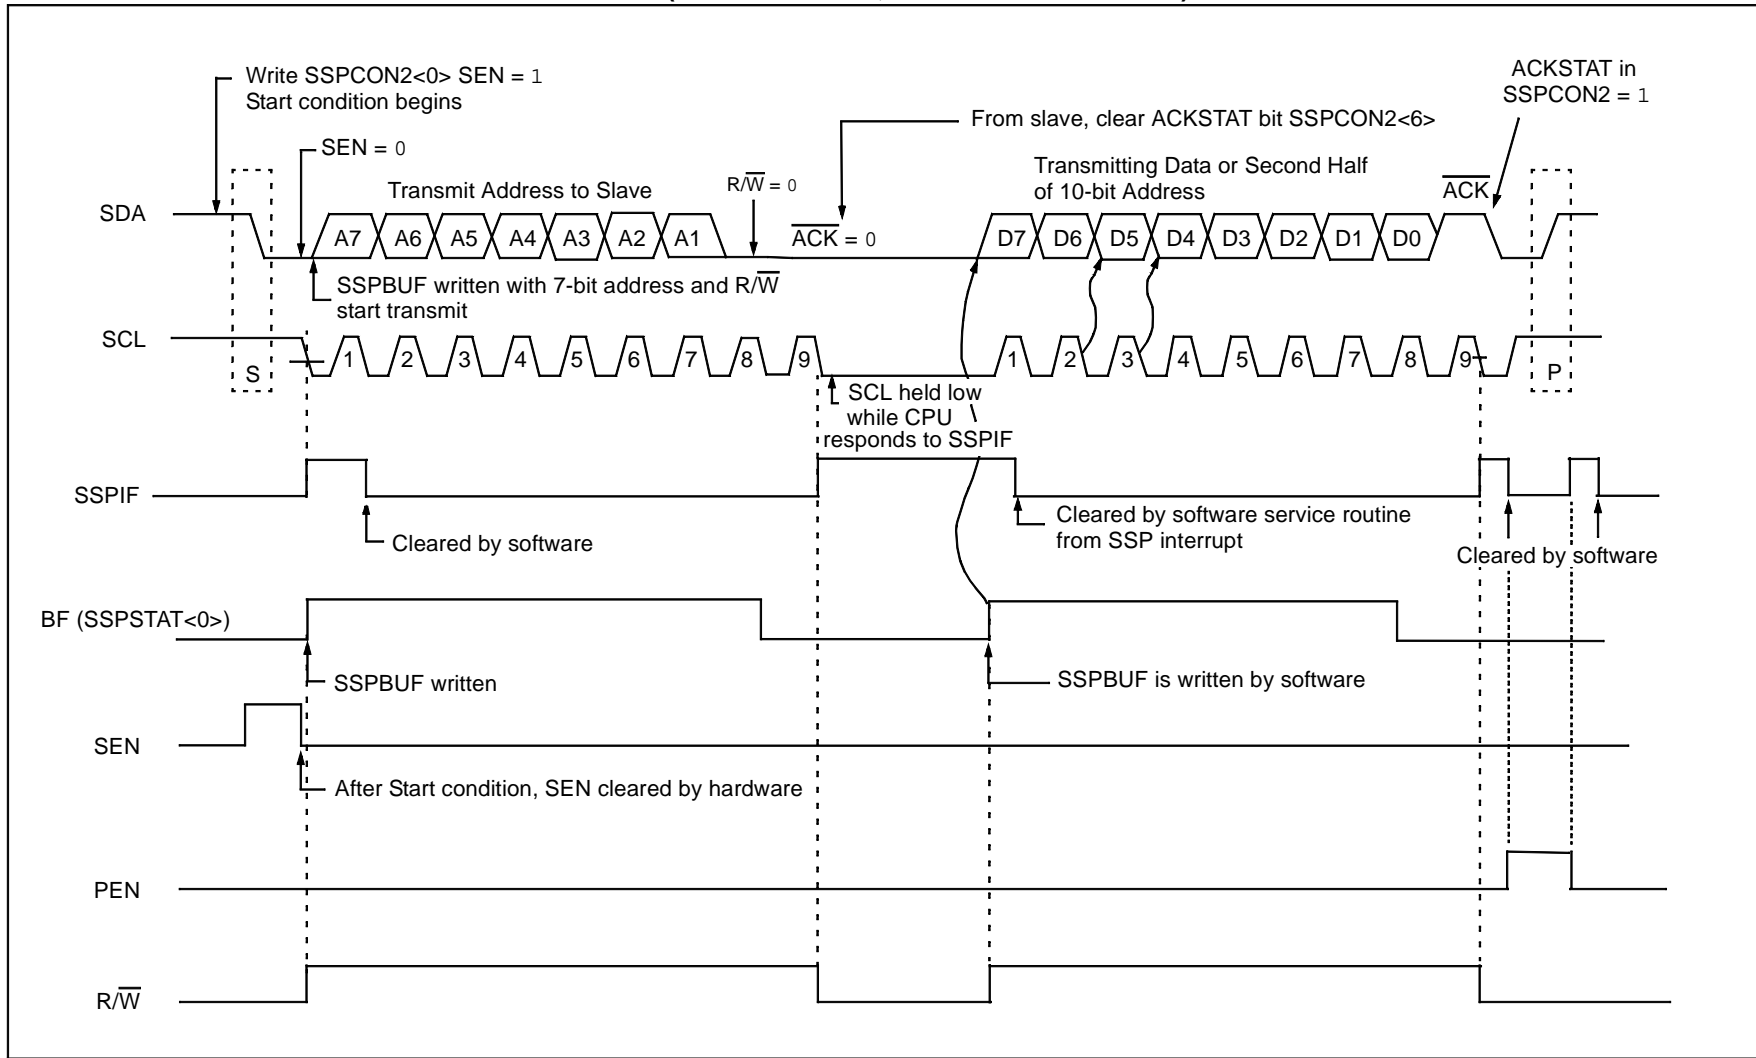 Write SSPCON2<0> SEN = 1
Start condition begins
ACKSTAT in
SSPCON2 = 1
From slave, clear ACKSTAT bit SSPCON2<6>
SEN = 0
Transmit Address to Slave
R/W = 0
Transmitting Data or Second Half
of 10-bit Address
ACK
SDA
A7 A6 A5 A4 A3 A2 A1
ACK = 0
D7 D6 D5 D4 D3 D2 D1 D0
SSPBUF written with 7-bit address and R/W
start transmit
SCL
S
1 2 3 4 5 6 7 8 9
1 2 3 4 5 6 7 8 9
P
SCL held low
while CPU
responds to SSPIF
SSPIF
Cleared by software
Cleared by software service routine
from SSP interrupt
Cleared by software
BF (SSPSTAT<0>)
SSPBUF written
SSPBUF is written by software
SEN
After Start condition, SEN cleared by hardware
PEN
R/W